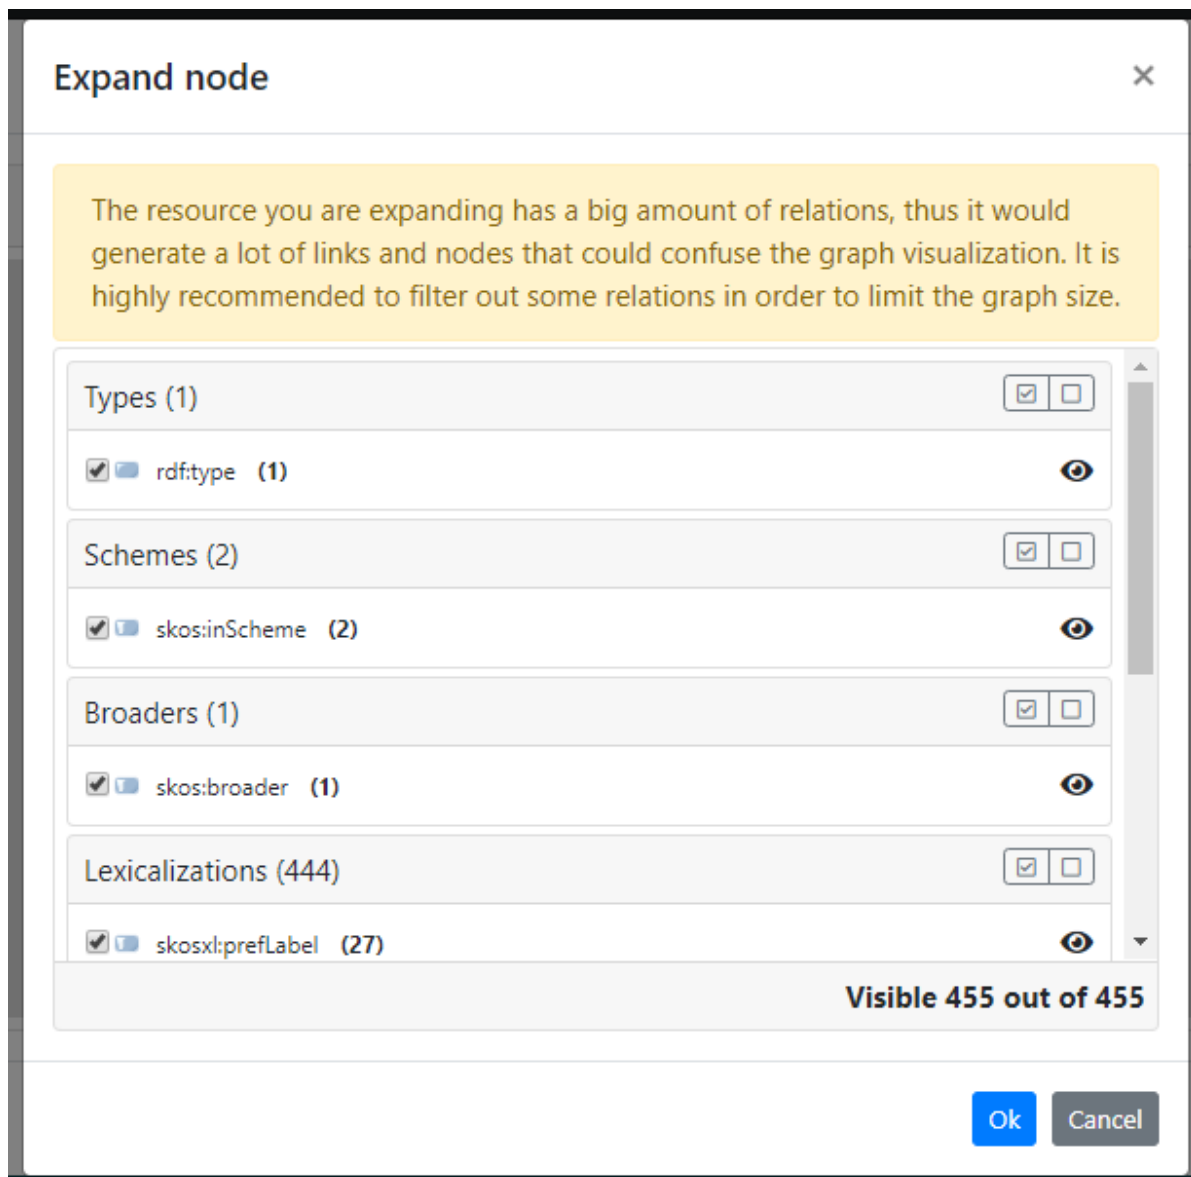 Expand node
The resource you are expanding has a big amount of relations, thus it would
generate a lot of links and nodes that could confuse the graph visualization. It is
highly recommended to filter out some relations in order to limit the graph size.
Types (1)
rdf:type (1)
Schemes (2)
skos:inScheme (2)
Broaders (1)
skos:broader (1)
Lexicalizations (444)
skosxl:prefLabel (27)
Visible 455 out of 455
Ok Cancel